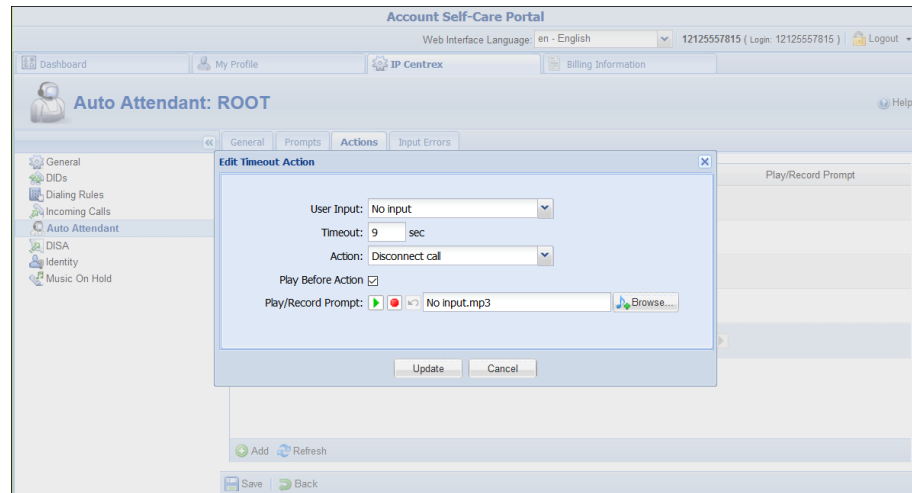 Account Self-Care Portal
Web Interface Language: en - English 12125557815 ( Login: 12125557815 ) Logout
Dashboard My Profile IP Centrex Billing Information
Auto Attendant: ROOT Help
General Prompts Actions Input Errors
Edit Timeout Action
Play/Record Prompt
General
DIDs
Dialing Rules
Incoming Calls
Auto Attendant
DISA
Identity
Music On Hold
User Input: No input
Timeout: 9 sec
Action: Disconnect call
Play Before Action
Play/Record Prompt: No input.mp3 Browse...
Update Cancel
Add Refresh
Save Back